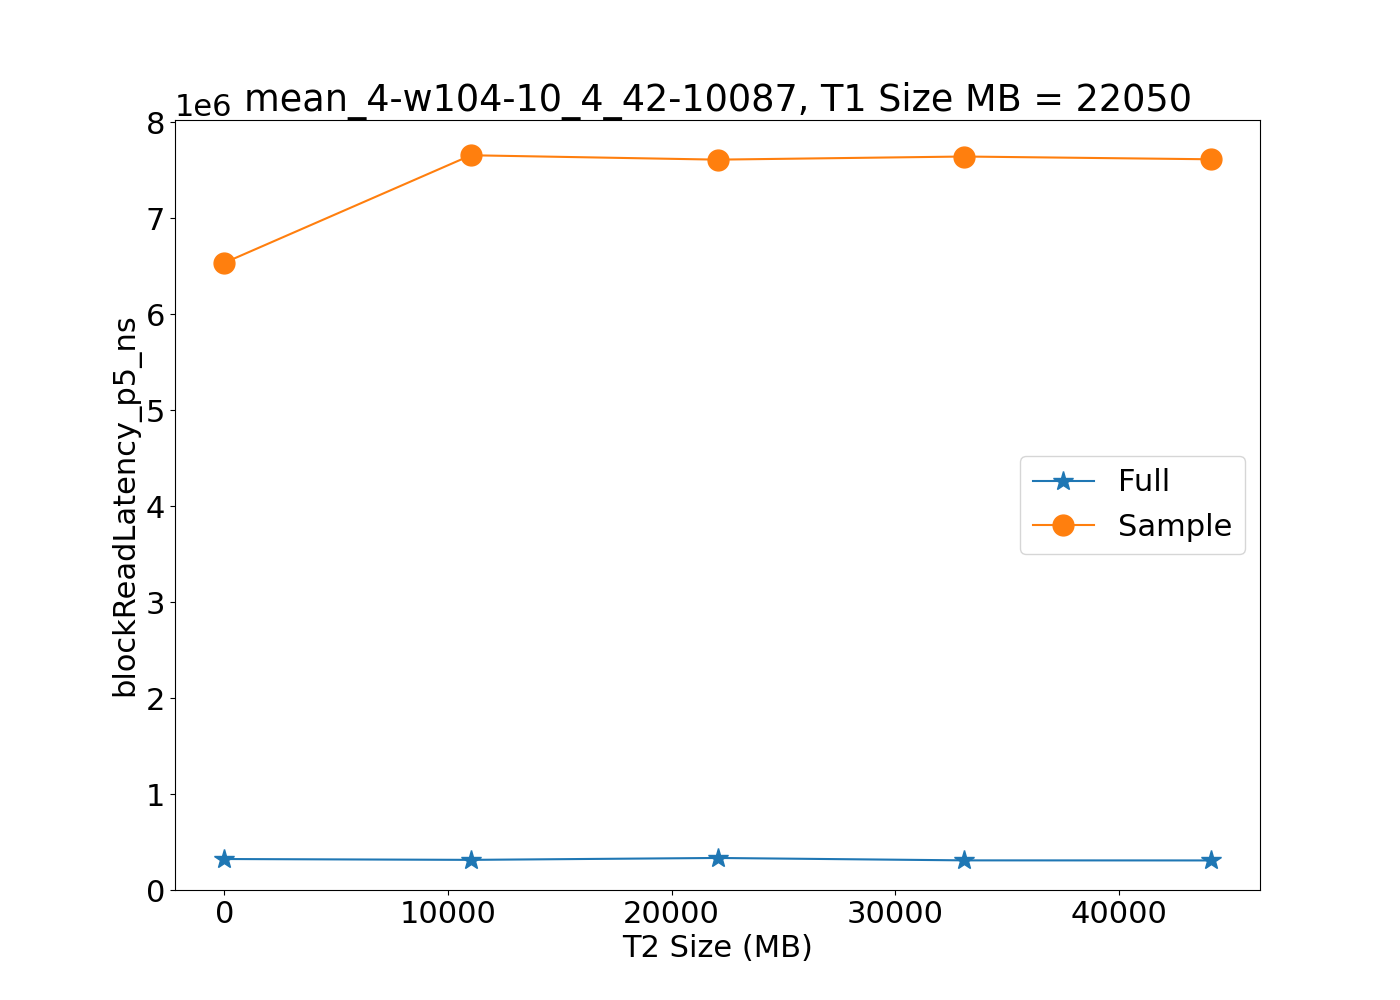 mean_4-w104-10_4_42-10087, T1 Size MB = 22050
1e6
8
7
6
5
4
3
2
1
0
blockReadLatency_p5_ns
Full
Sample
0 10000 20000 30000 40000
T2 Size (MB)